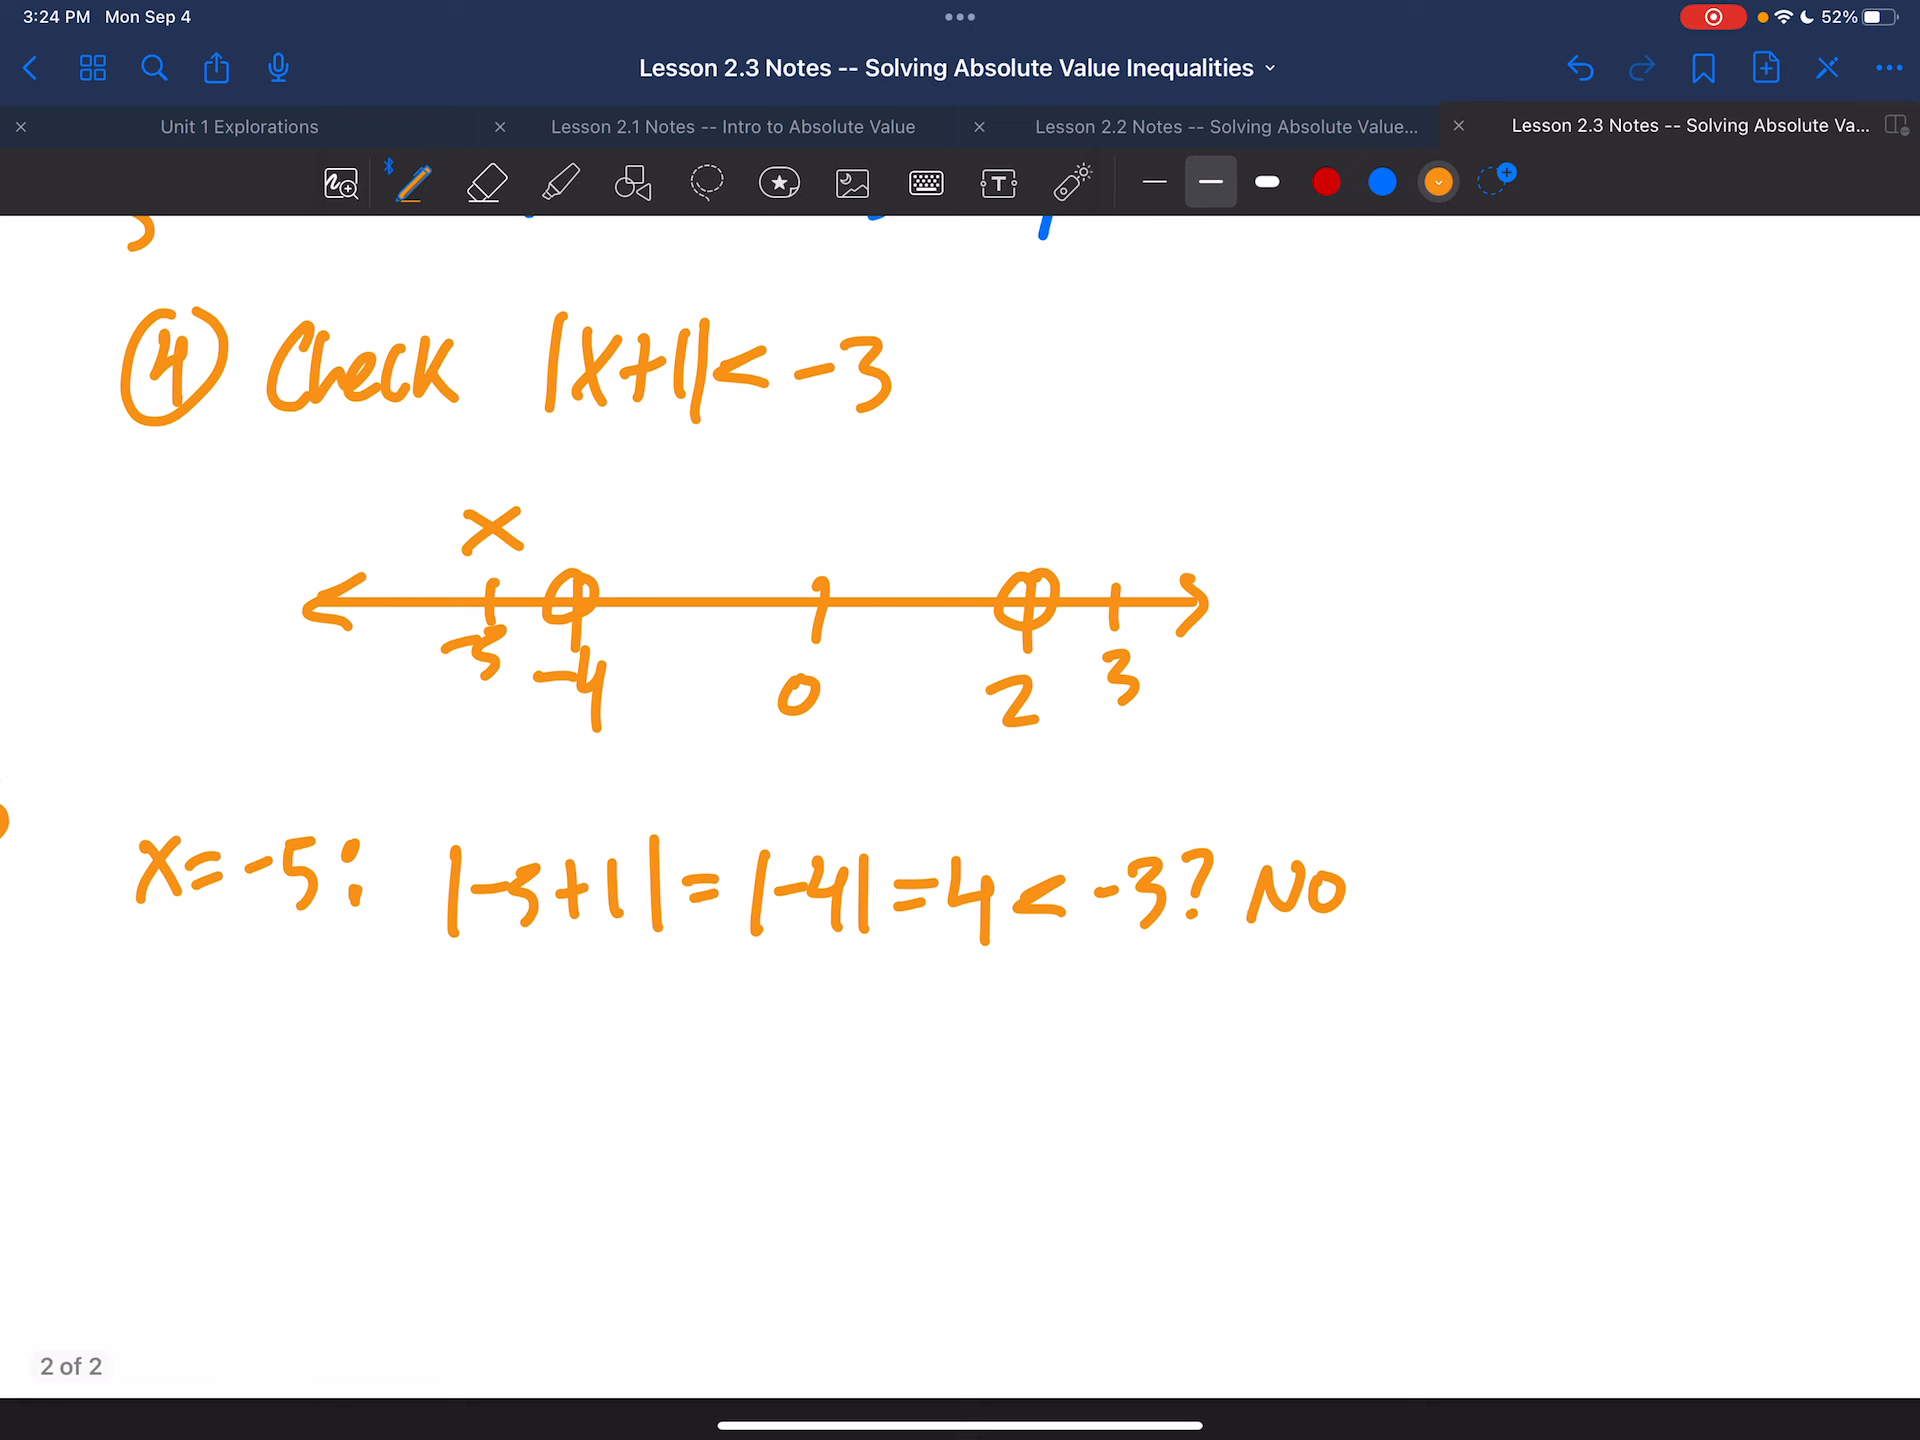 3:24 PM Mon Sep 4
52%
Lesson 2.3 Notes -- Solving Absolute Value Inequalities
Unit 1 Explorations
Lesson 2.1 Notes -- Intro to Absolute Value
Lesson 2.2 Notes -- Solving Absolute Value...
Lesson 2.3 Notes -- Solving Absolute Va...
④ Check |x+1| < -3
X
-5 -4 0 2 3
x = -5: |-5+1| = |-4| = 4 < -3? NO
2 of 2